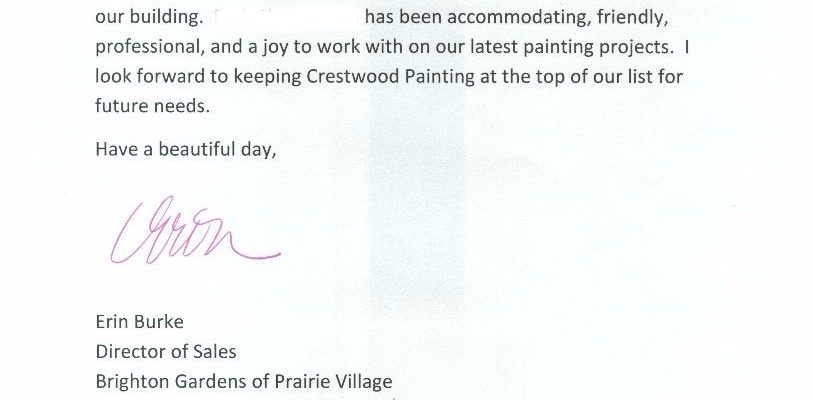 our building. has been accommodating, friendly,
professional, and a joy to work with on our latest painting projects. I
look forward to keeping Crestwood Painting at the top of our list for
future needs.
Have a beautiful day,
Erin
Erin Burke
Director of Sales
Brighton Gardens of Prairie Village